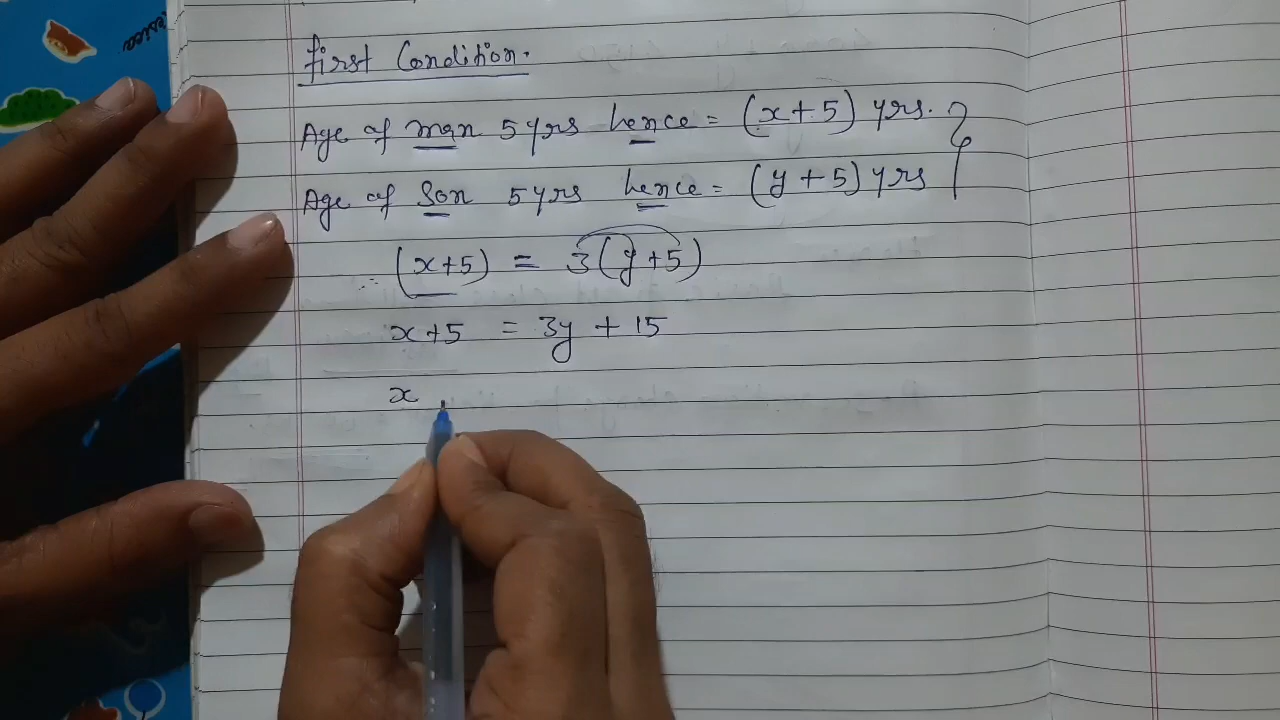 first Condition.
Age of man 5 yrs hence = (x+5) yrs.
Age of Son 5 yrs hence = (y+5) yrs
(x+5) = 3(y+5)
x+5 = 3y + 15
x